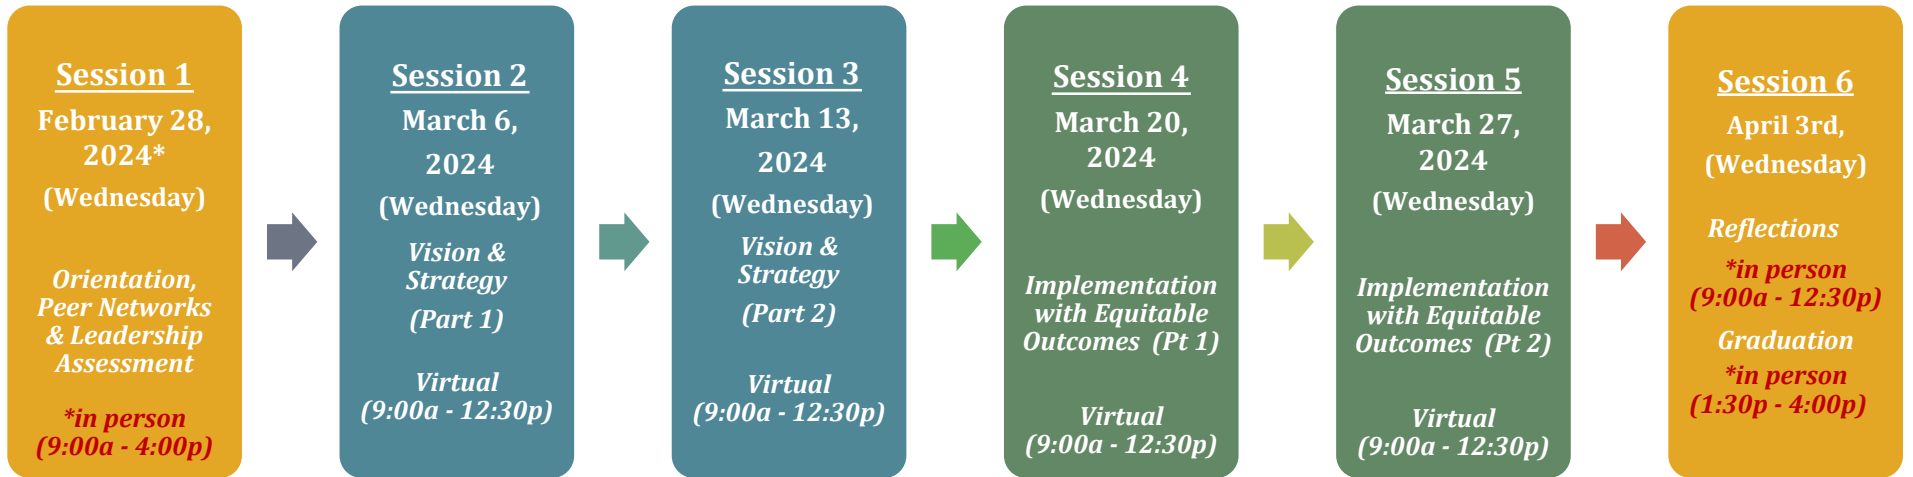 Session 1
February 28,
2024*
(Wednesday)
Orientation,
Peer Networks
& Leadership
Assessment
*in person
(9:00a - 4:00p)
Session 2
March 6,
2024
(Wednesday)
Vision &
Strategy
(Part 1)
Virtual
(9:00a - 12:30p)
Session 3
March 13,
2024
(Wednesday)
Vision &
Strategy
(Part 2)
Virtual
(9:00a - 12:30p)
Session 4
March 20,
2024
(Wednesday)
Implementation
with Equitable
Outcomes (Pt 1)
Virtual
(9:00a - 12:30p)
Session 5
March 27,
2024
(Wednesday)
Implementation
with Equitable
Outcomes (Pt 2)
Virtual
(9:00a - 12:30p)
Session 6
April 3rd,
(Wednesday)
Reflections
*in person
(9:00a - 12:30p)
Graduation
*in person
(1:30p - 4:00p)